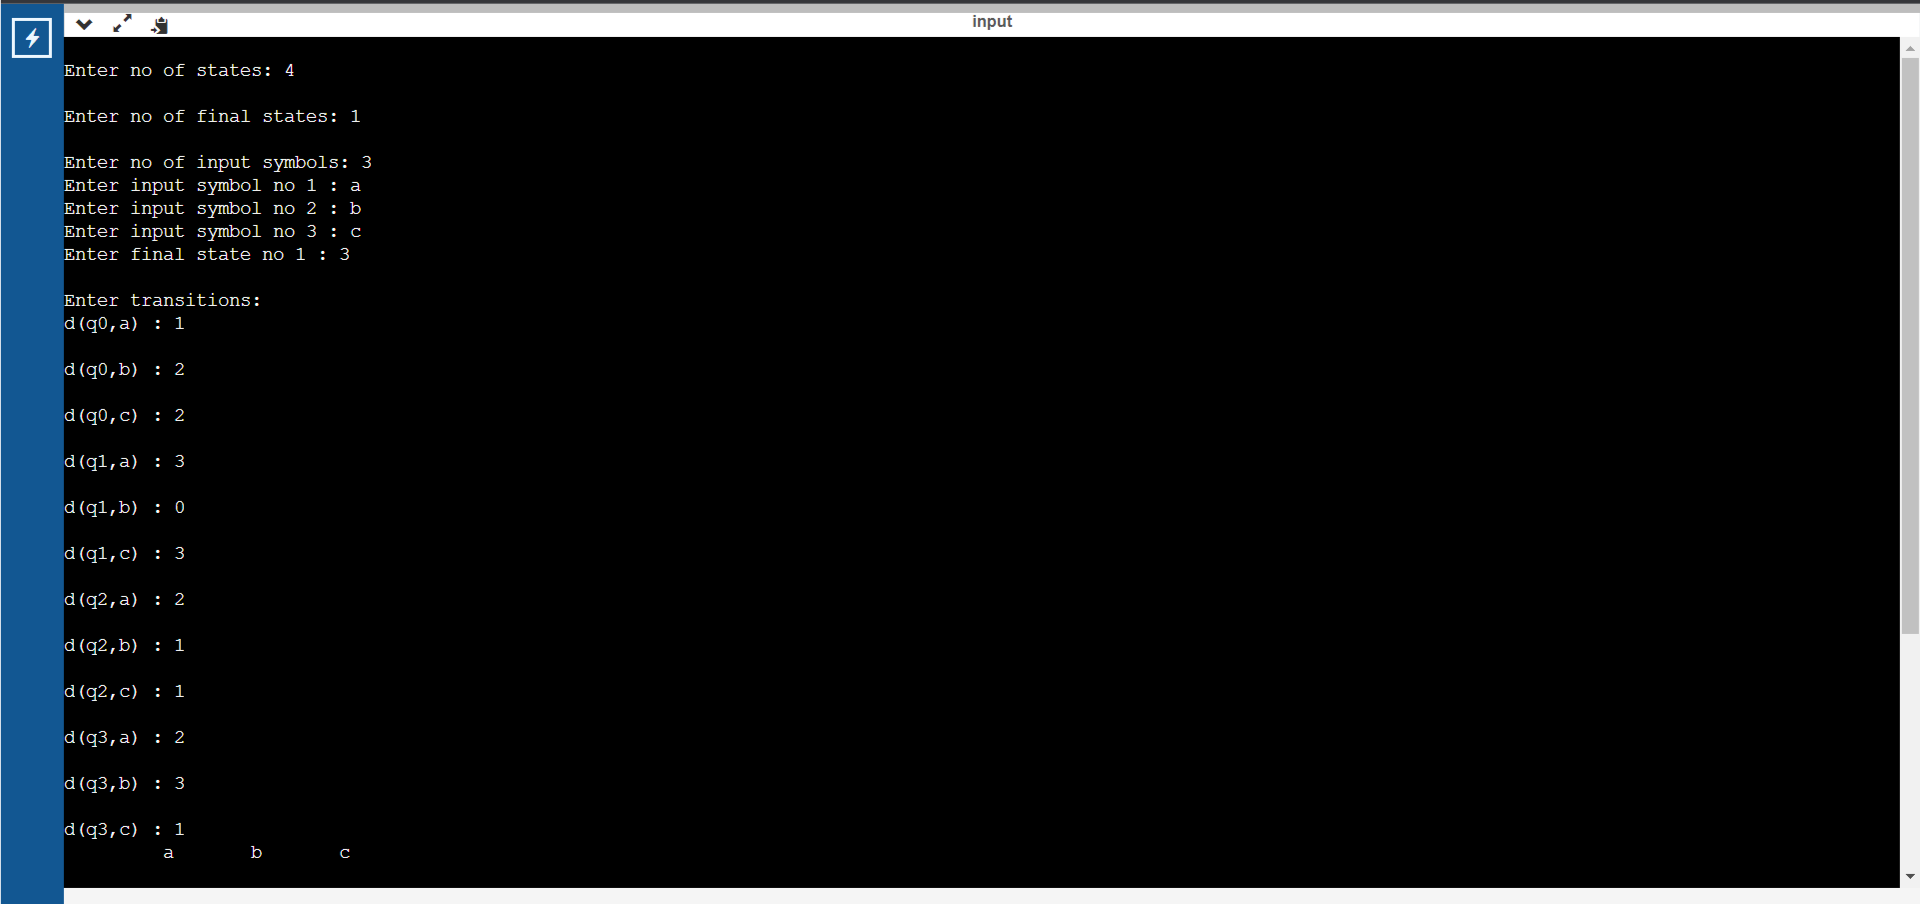 input
Enter no of states: 4
Enter no of final states: 1
Enter no of input symbols: 3
Enter input symbol no 1 : a
Enter input symbol no 2 : b
Enter input symbol no 3 : c
Enter final state no 1 : 3
Enter transitions:
d(q0,a) : 1
d(q0,b) : 2
d(q0,c) : 2
d(q1,a) : 3
d(q1,b) : 0
d(q1,c) : 3
d(q2,a) : 2
d(q2,b) : 1
d(q2,c) : 1
d(q3,a) : 2
d(q3,b) : 3
d(q3,c) : 1
a b c